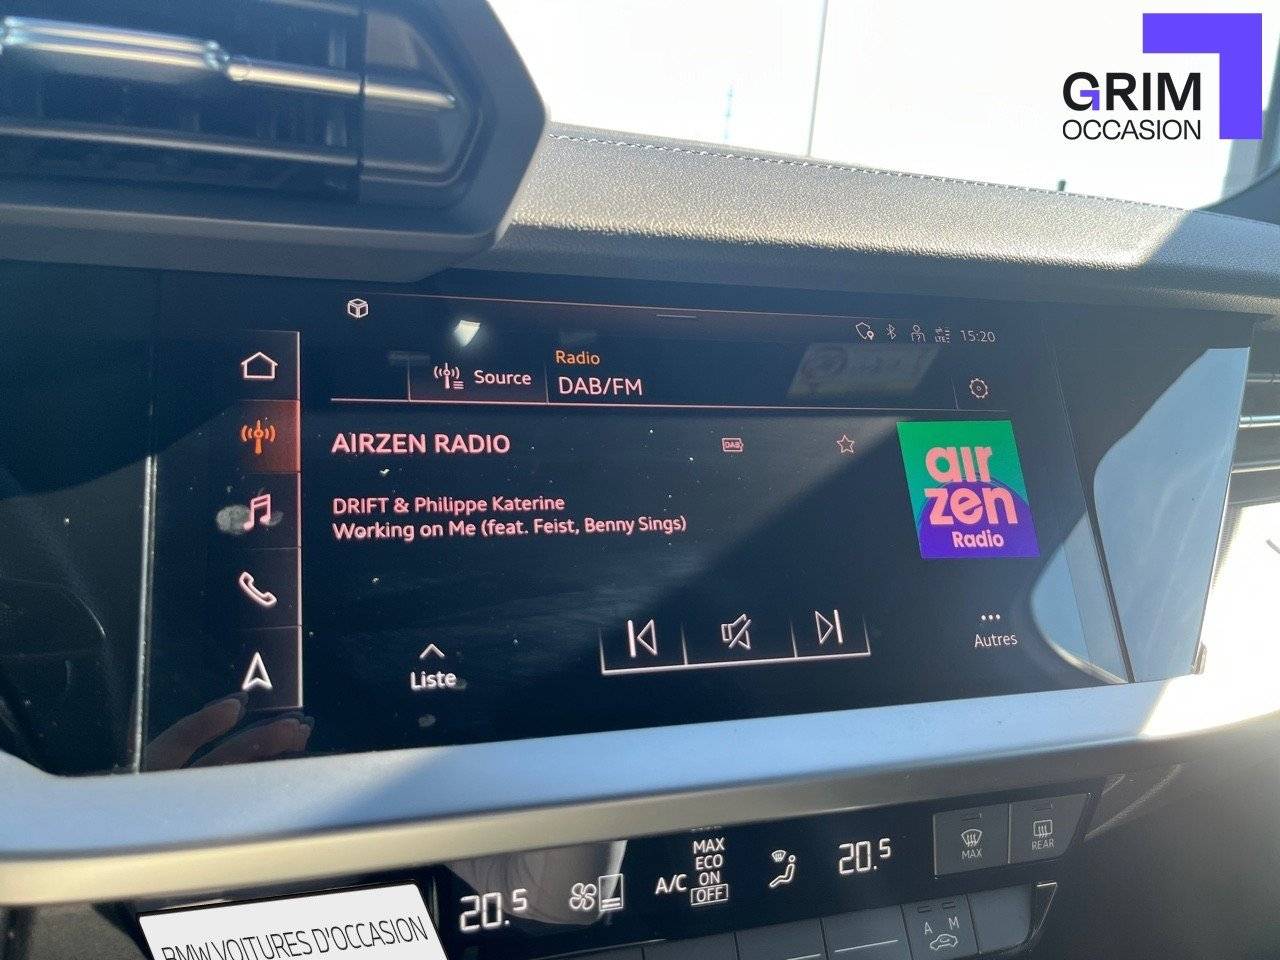 GRIM
OCCASION
LTE
15:20
Source
Radio
DAB/FM
AIRZEN RADIO
DAB
DRIFT & Philippe Katerine
Working on Me (feat. Feist, Benny Sings)
air
zen
Radio
Liste
Autres
20.5
A/C
MAX
ECO
ON
OFF
20.5
MAX
REAR
A M
BMW VOITURES D'OCCASION